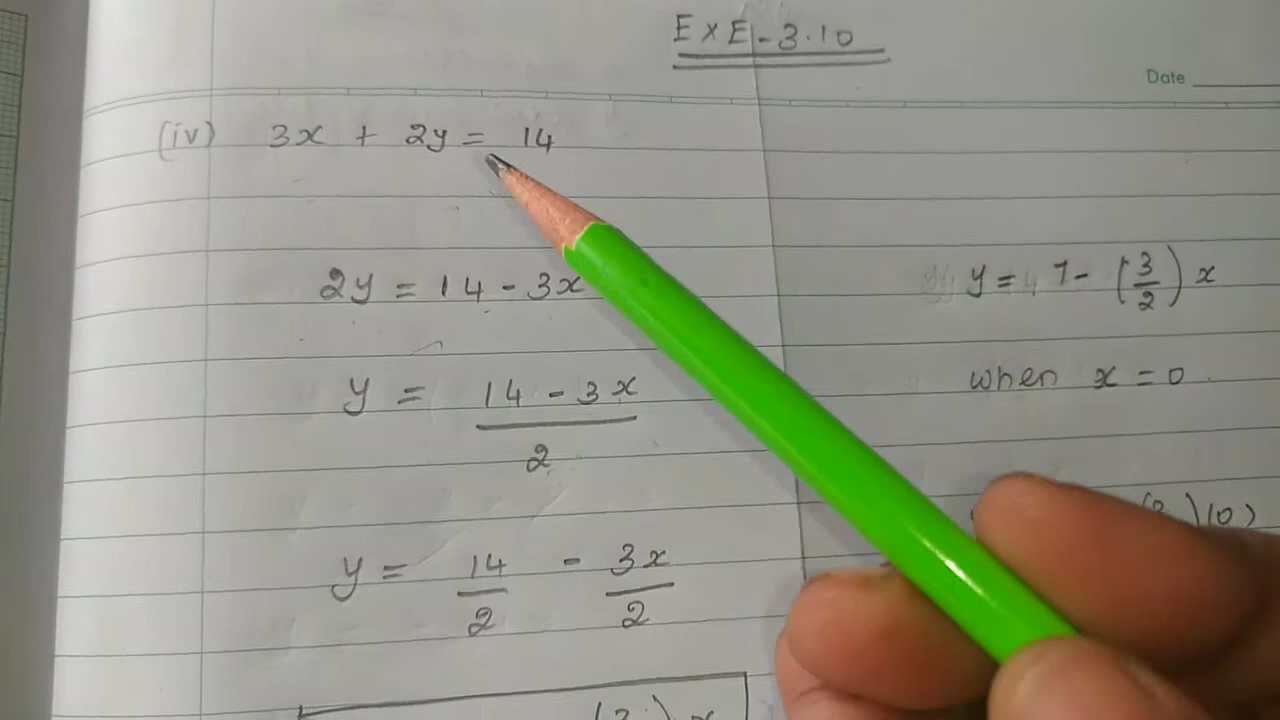 EXE-3.10
Date
(iv) 3x + 2y = 14
2y = 14 - 3x
y = 14 - 3x / 2
y = 14/2 - 3x/2
y = 7 - (3/2) x
when x = 0
)(0)